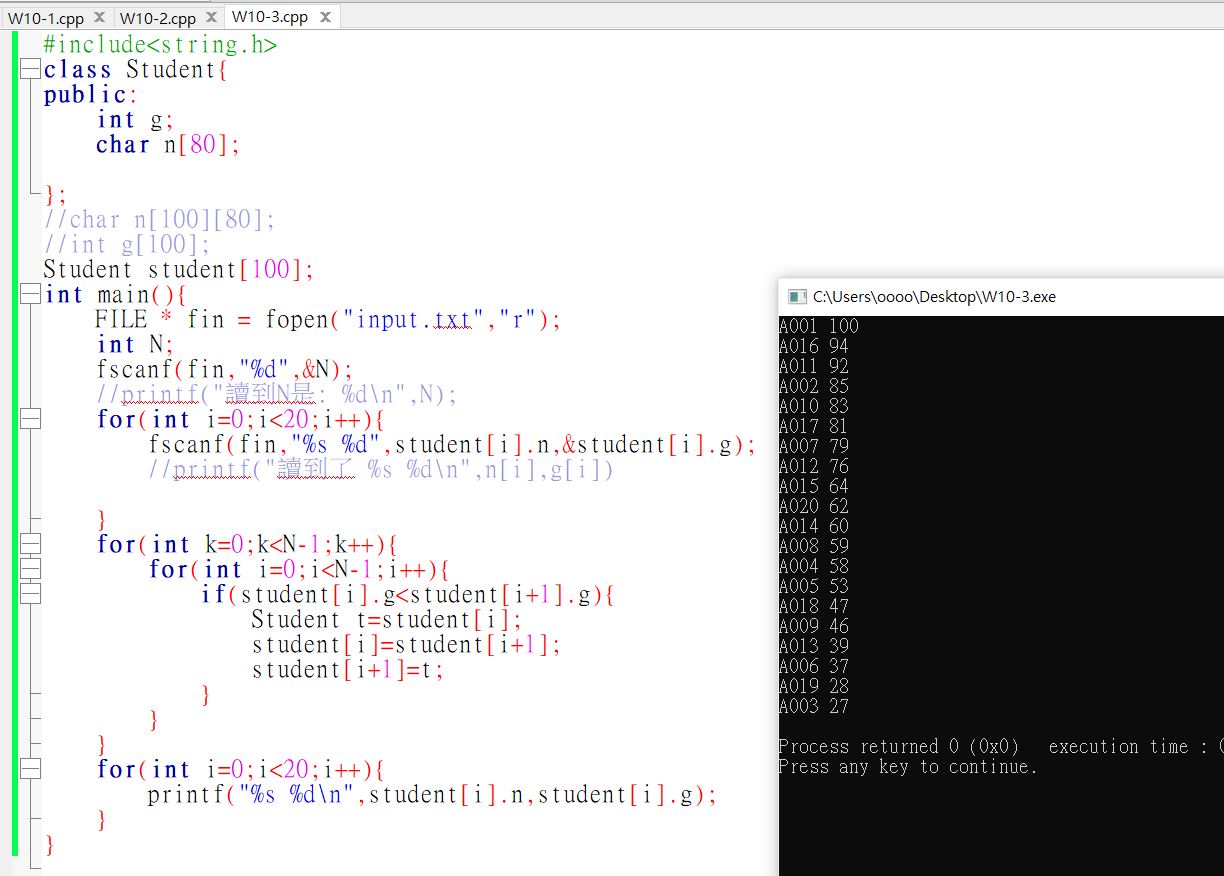 W10-1.cpp W10-2.cpp W10-3.cpp
#include<string.h>
class Student{
public:
    int g;
    char n[80];
};
//char n[100][80];
//int g[100];
Student student[100];
int main(){
    FILE * fin = fopen("input.txt","r");
    int N;
    fscanf(fin,"%d",&N);
    //printf("讀到N是: %d\n",N);
    for(int i=0;i<20;i++){
        fscanf(fin,"%s %d",student[i].n,&student[i].g);
        //printf("讀到了 %s %d\n",n[i],g[i])
    }
    for(int k=0;k<N-1;k++){
        for(int i=0;i<N-1;i++){
            if(student[i].g<student[i+1].g){
                Student t=student[i];
                student[i]=student[i+1];
                student[i+1]=t;
            }
        }
    }
    for(int i=0;i<20;i++){
        printf("%s %d\n",student[i].n,student[i].g);
    }
}
C:\Users\oooo\Desktop\W10-3.exe
A001 100
A016 94
A011 92
A002 85
A010 83
A017 81
A007 79
A012 76
A015 64
A020 62
A014 60
A008 59
A004 58
A005 53
A018 47
A009 46
A013 39
A006 37
A019 28
A003 27
Process returned 0 (0x0)   execution time :
Press any key to continue.